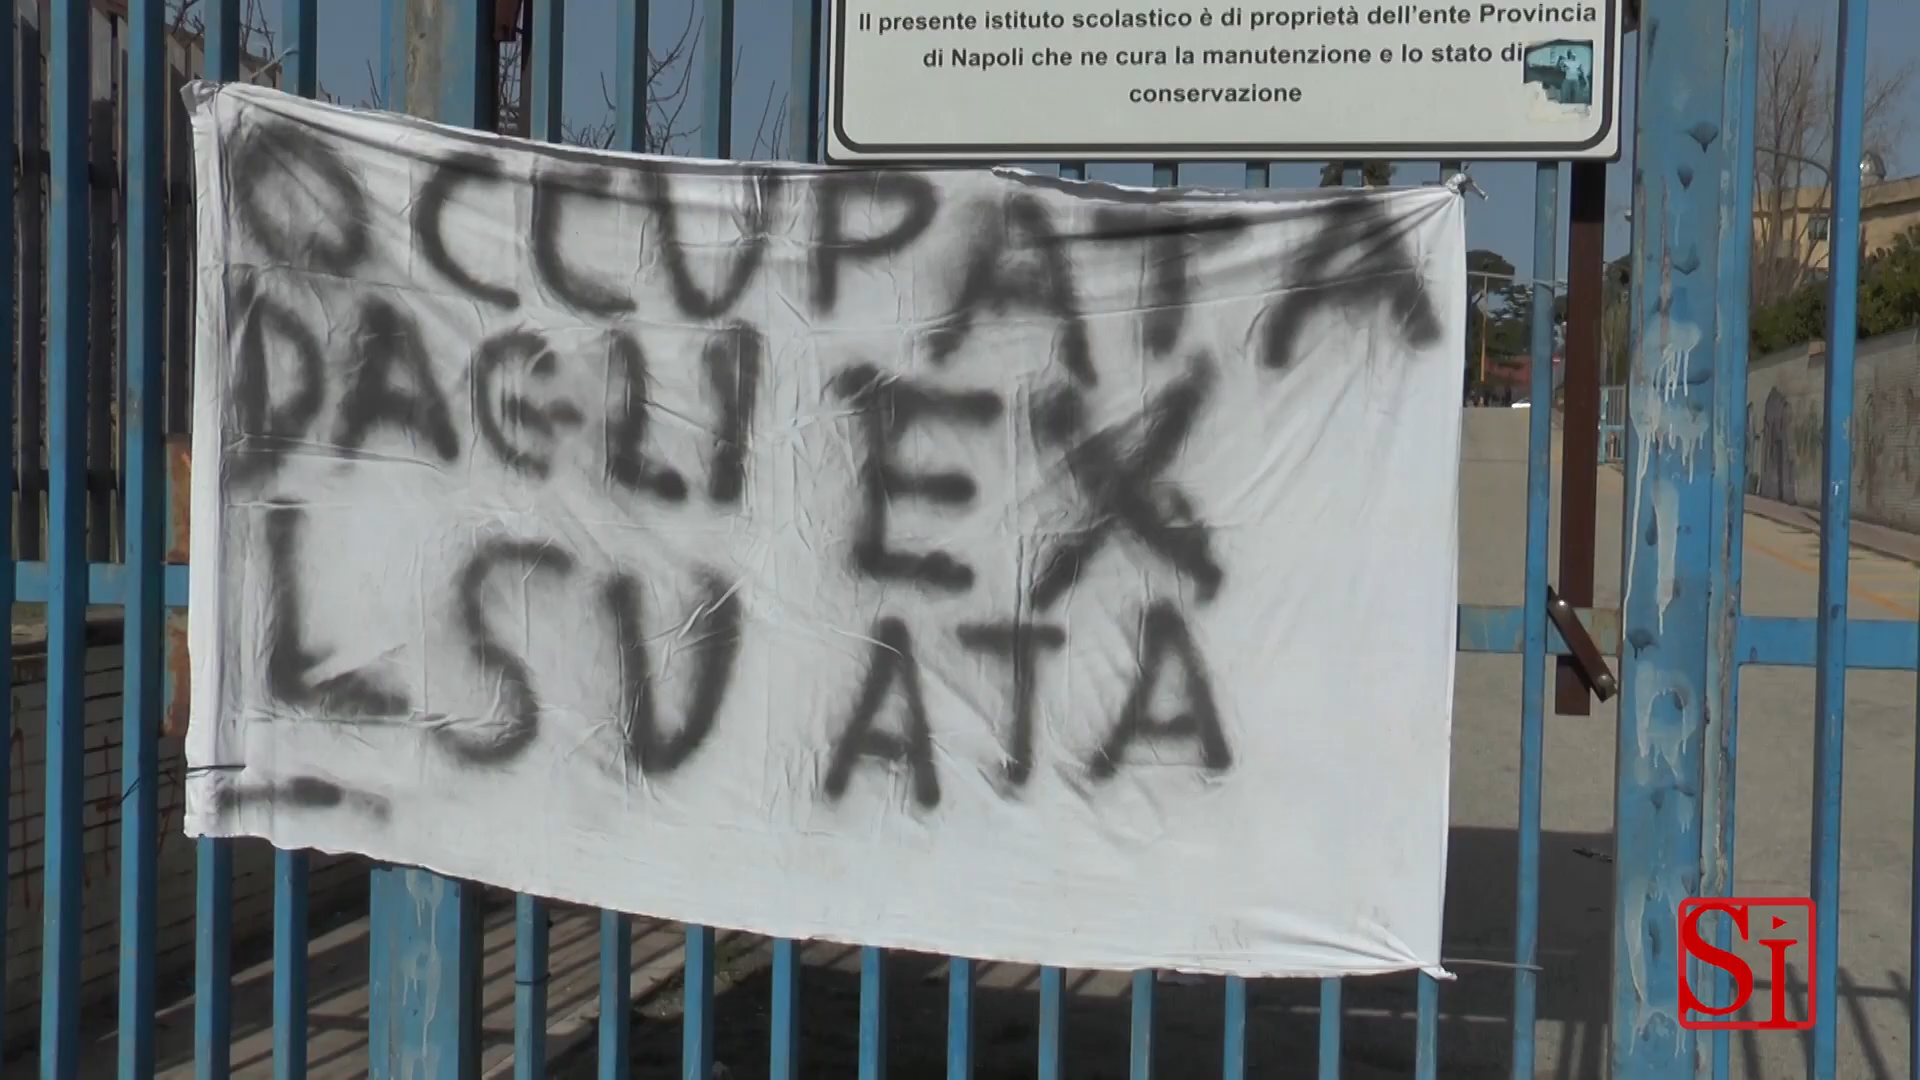 Il presente istituto scolastico è di proprietà dell'ente Provincia
di Napoli che ne cura la manutenzione e lo stato di
conservazione
OCCUPATA
DAGLI EX
LSU ATA
Si